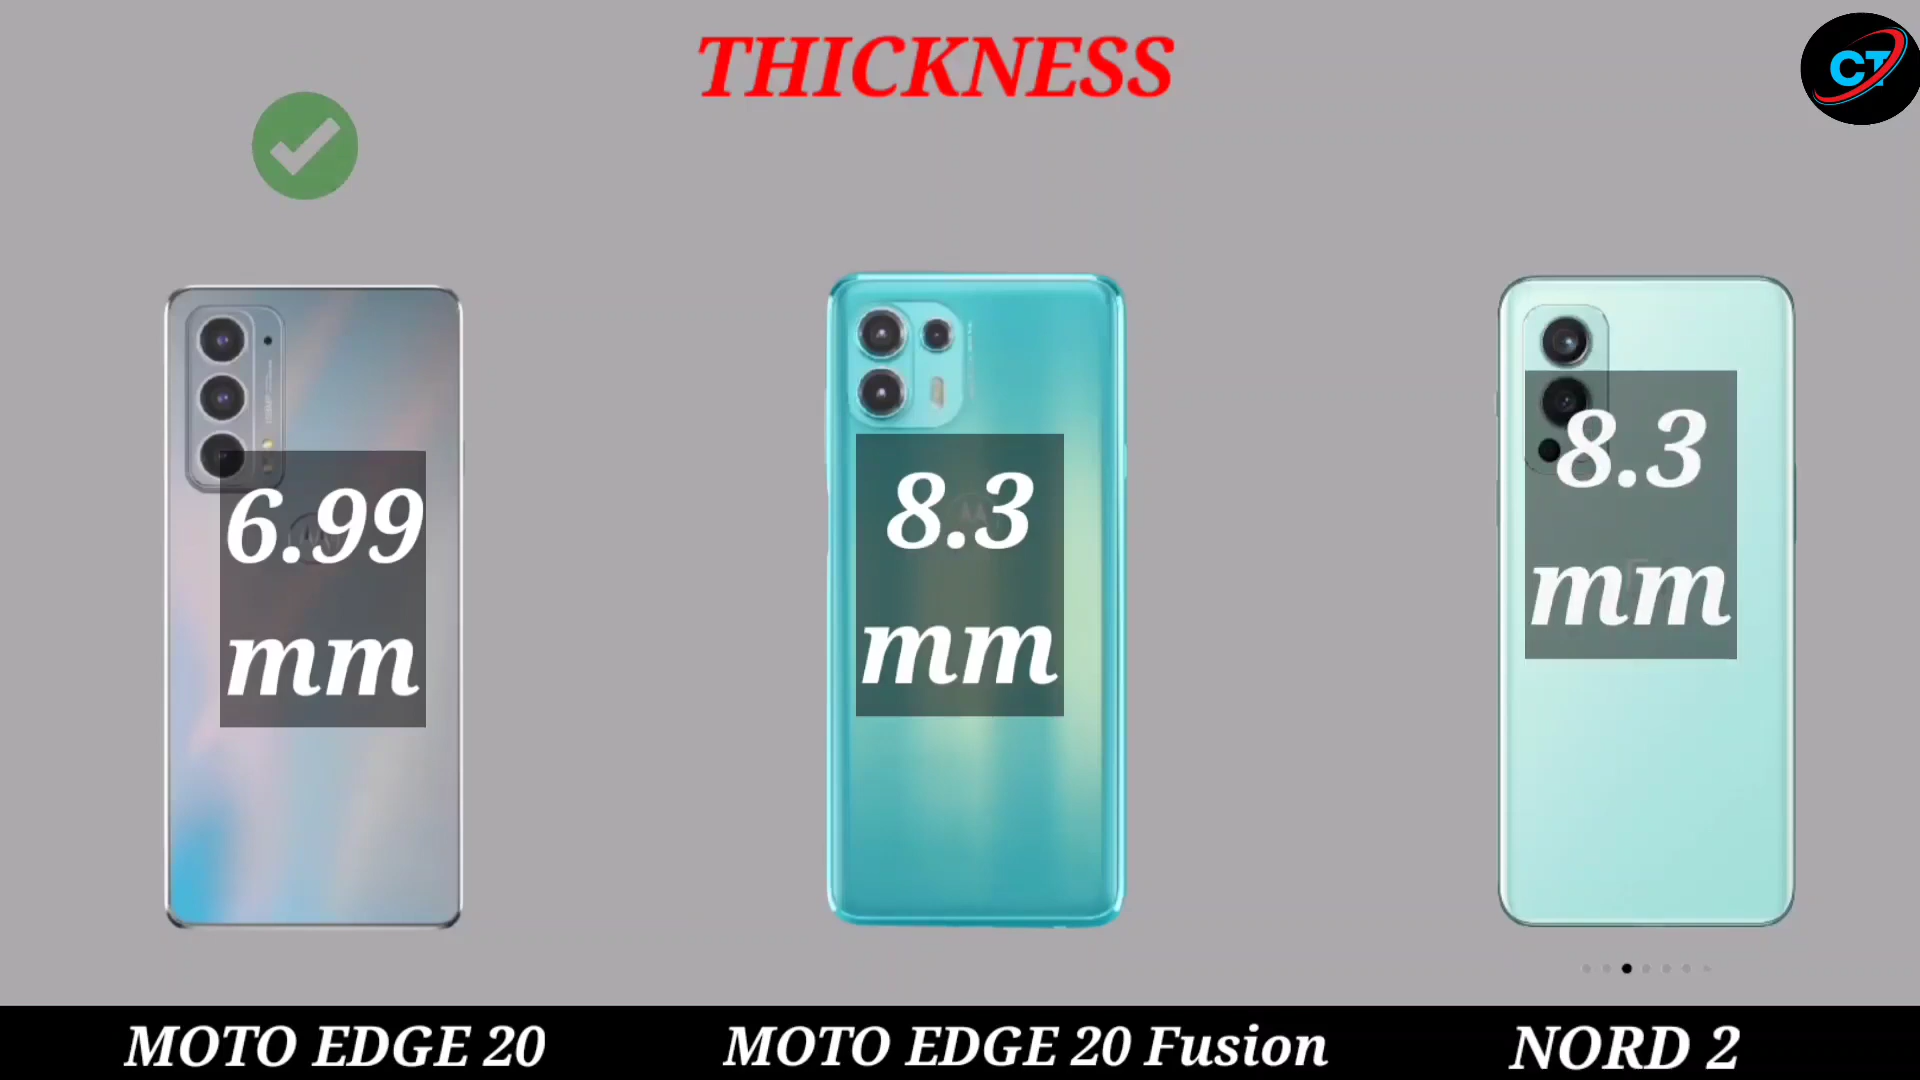 THICKNESS
CT
6.99
mm
8.3
mm
8.3
mm
MOTO EDGE 20
MOTO EDGE 20 Fusion
NORD 2